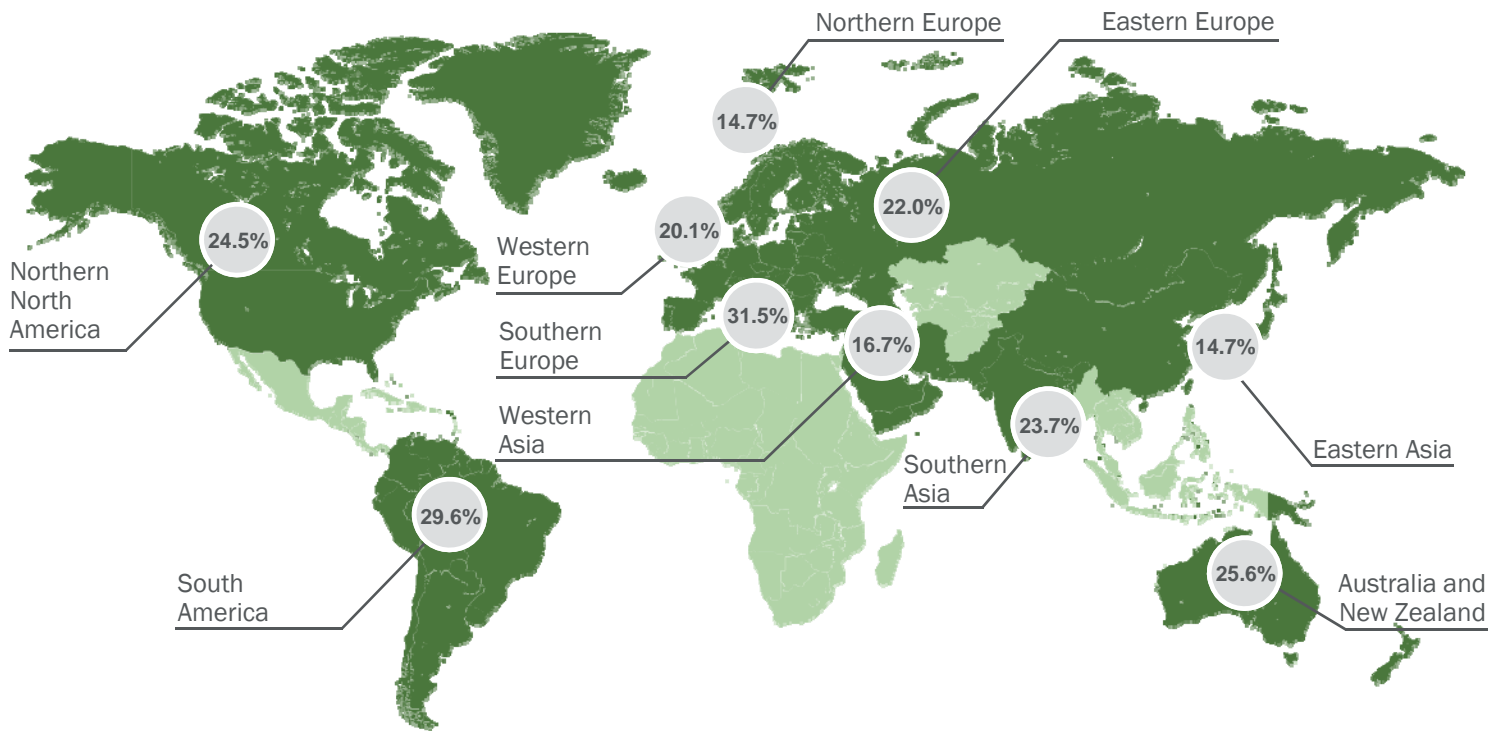 Northern Europe
Eastern Europe
14.7%
22.0%
20.1%
24.5%
Western
Europe
Northern
North
America
31.5%
Southern
Europe
16.7%
14.7%
Western
Asia
23.7%
Southern
Asia
Eastern Asia
29.6%
South
America
25.6%
Australia and
New Zealand